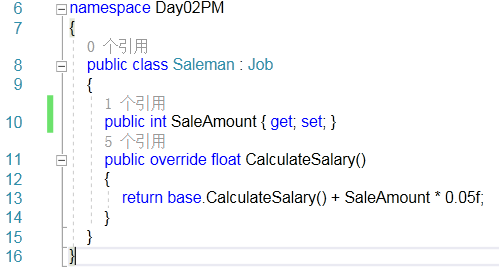 6 namespace Day02PM
7 {
0 个引用
8 public class Saleman : Job
9 {
1 个引用
10 public int SaleAmount { get; set; }
5 个引用
11 public override float CalculateSalary()
12 {
13 return base.CalculateSalary() + SaleAmount * 0.05f;
14 }
15 }
16 }